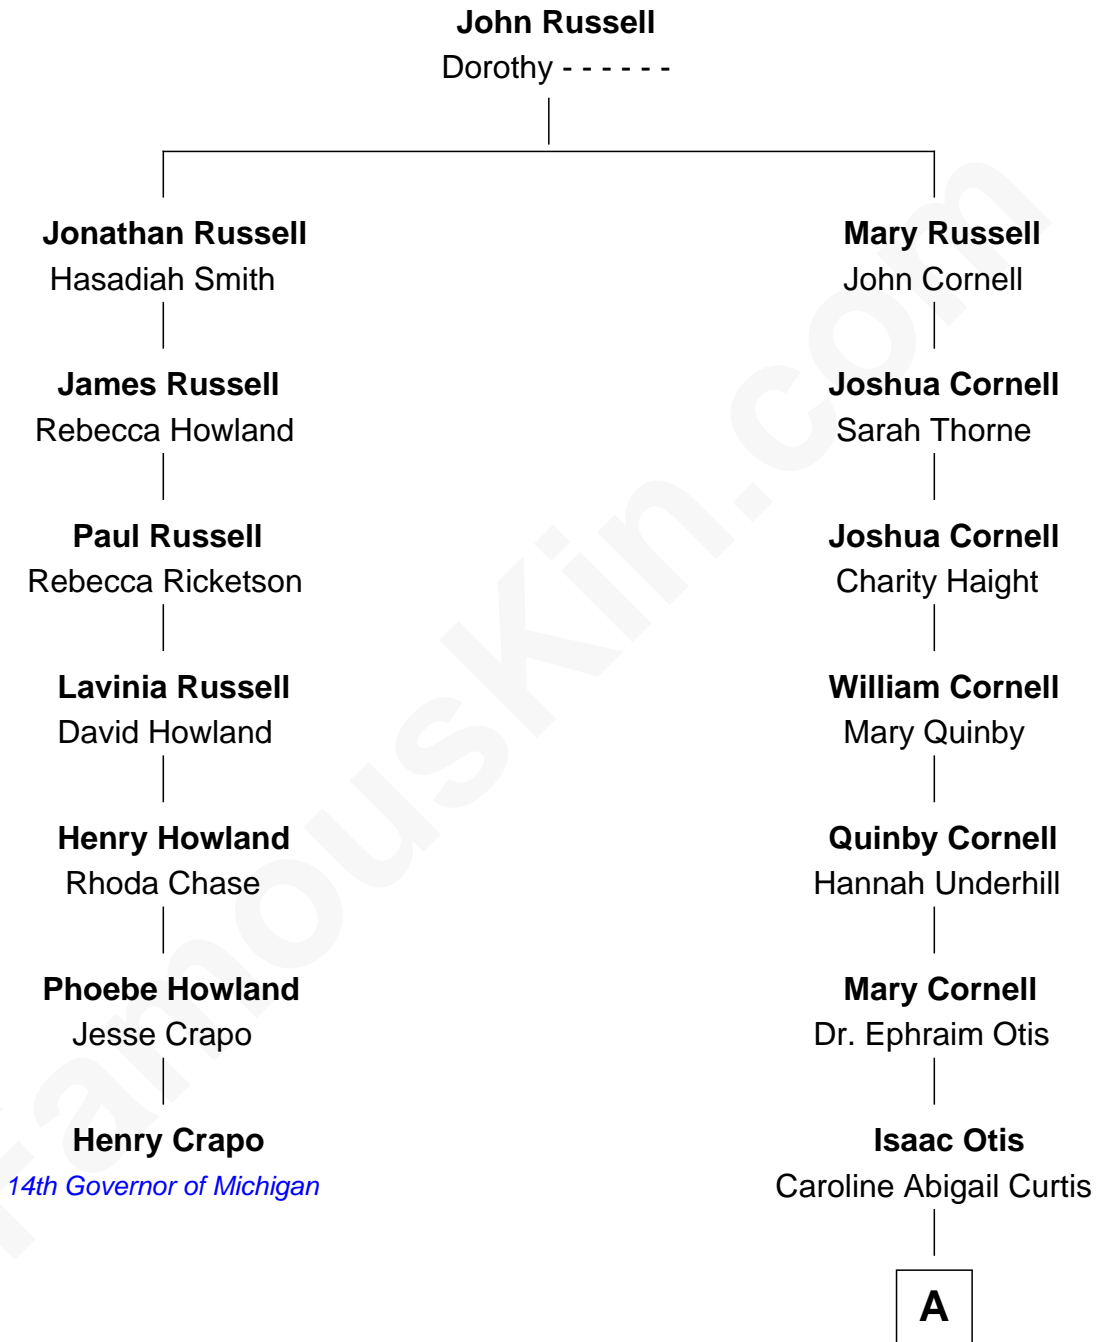 John Russell
Dorothy - - - - - -
Jonathan Russell
Hasadiah Smith
Mary Russell
John Cornell
James Russell
Rebecca Howland
Joshua Cornell
Sarah Thorne
Paul Russell
Rebecca Ricketson
Joshua Cornell
Charity Haight
Lavinia Russell
David Howland
William Cornell
Mary Quinby
Henry Howland
Rhoda Chase
Quinby Cornell
Hannah Underhill
Phoebe Howland
Jesse Crapo
Mary Cornell
Dr. Ephraim Otis
Henry Crapo
14th Governor of Michigan
Isaac Otis
Caroline Abigail Curtis
A
FamousKin.com